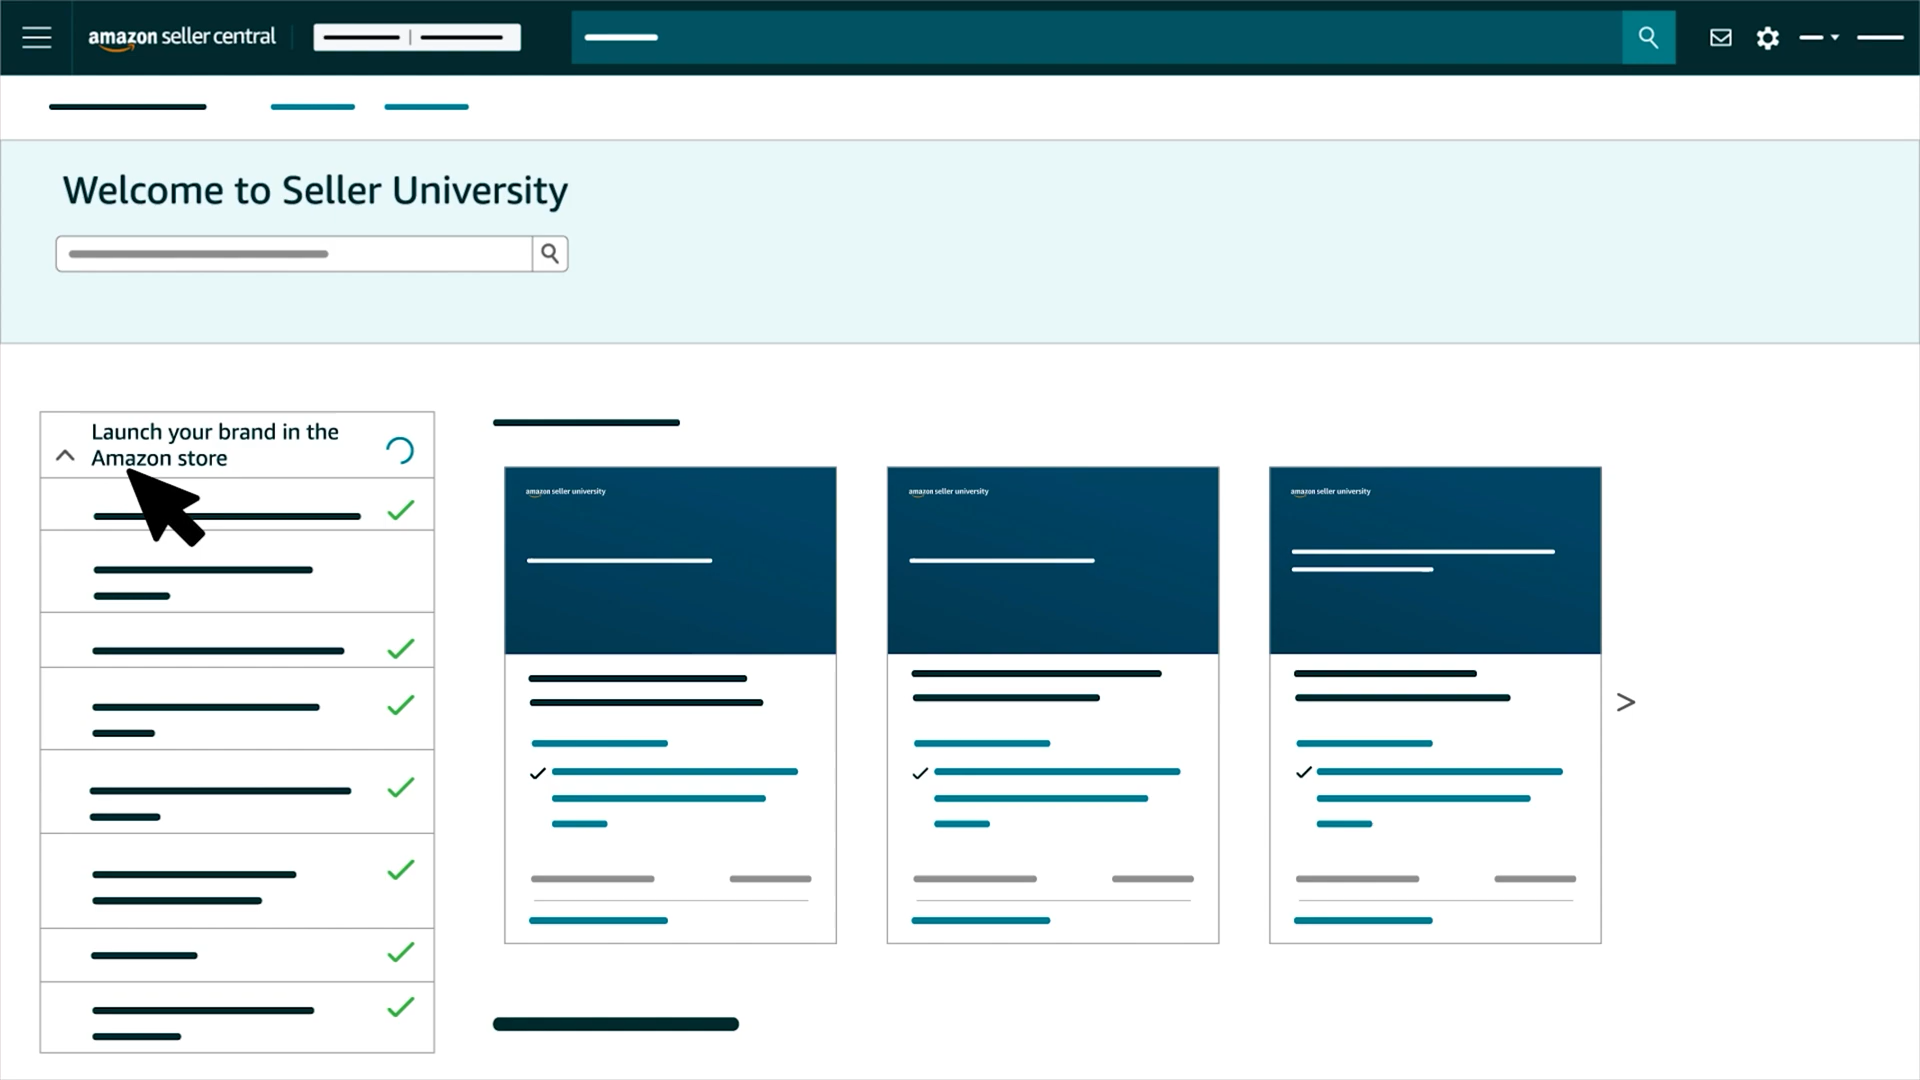 amazon seller central
Welcome to Seller University
Launch your brand in the
Amazon store
amazon seller university
amazon seller university
amazon seller university